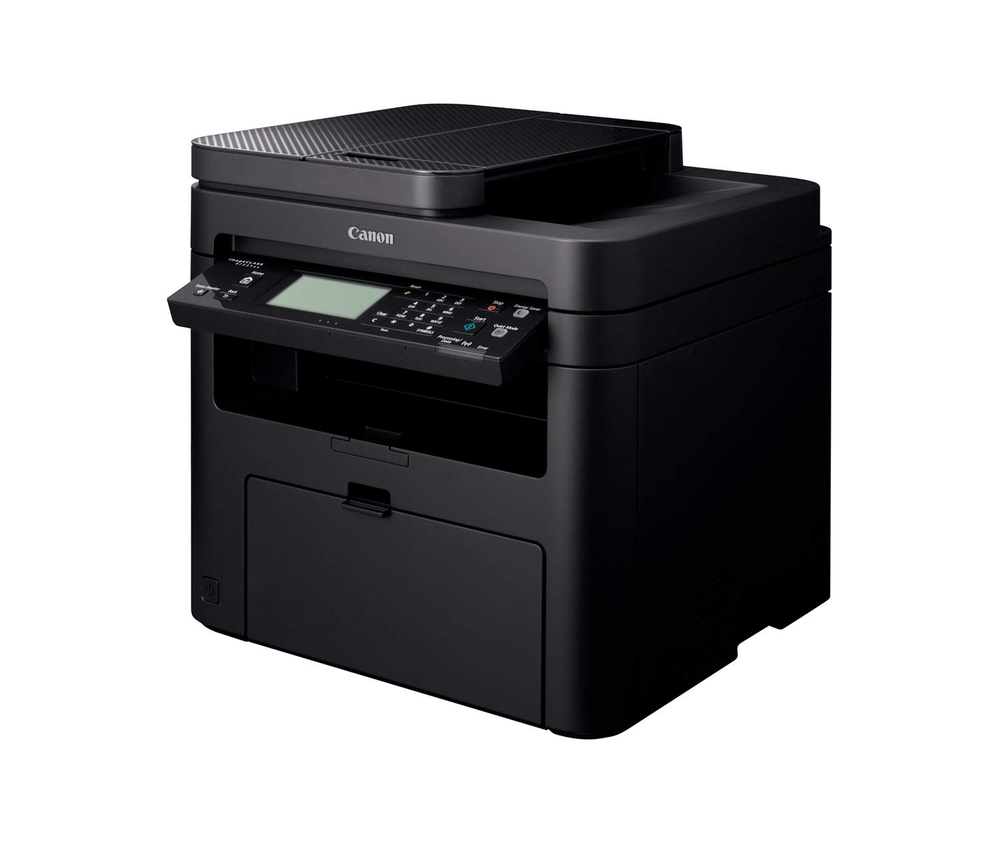 Canon
imageCLASS
Home
Status Monitor
Back
Reset
1
2
ABC
3
DEF
4
GHI
5
JKL
6
MNO
7
PQRS
8
TUV
9
WXYZ
Clear
C
*
Tone
0
#
SYMBOLS
Stop
Start
Energy Saver
Quiet Mode
Processing/
Data
Error